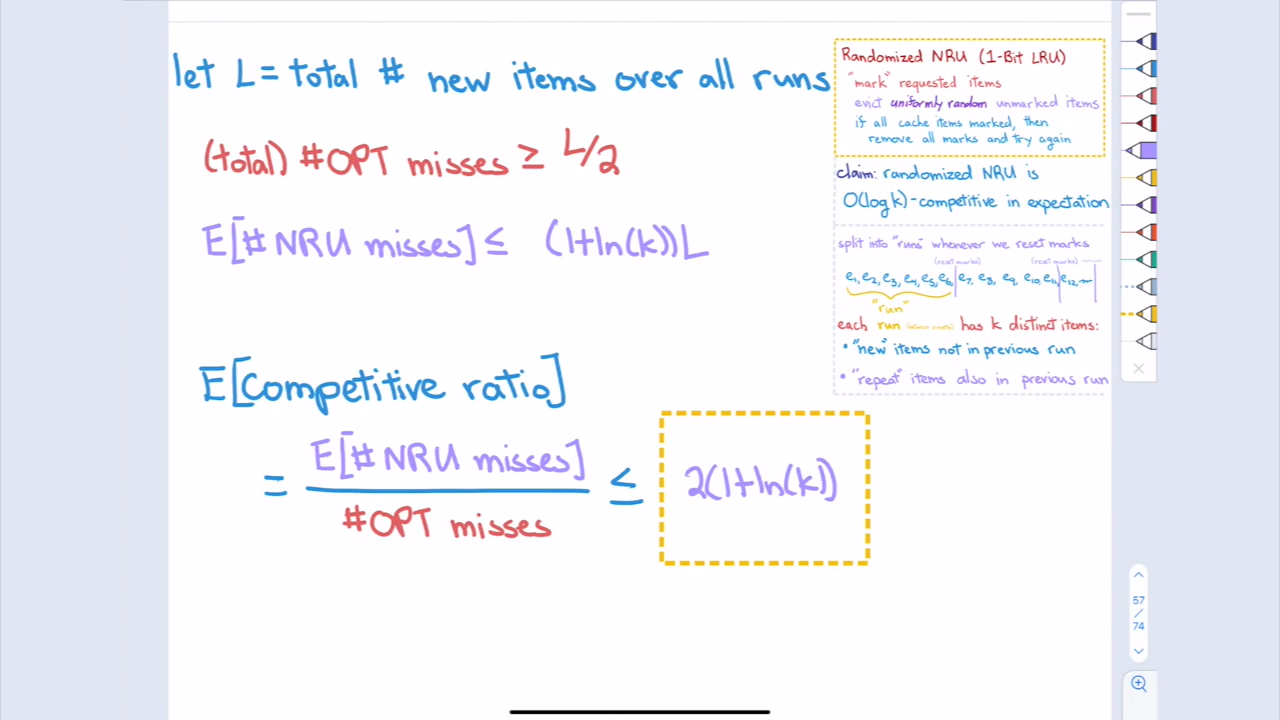 let L = total # new items over all runs
(total) #OPT misses ≥ L/2
E[# NRU misses] ≤ (1+ln(k))L
E[Competitive ratio]
= E[# NRU misses] / #OPT misses ≤ 2(1+ln(k))
Randomized NRU (1-Bit LRU)
"mark" requested items
evict uniformly random unmarked items
if all cache items marked, then
remove all marks and try again
claim: randomized NRU is
O(log k)-competitive in expectation
split into "runs" whenever we reset marks
(reset marks) (reset marks)
e1, e2, e3, e4, e5, e6, | e7, e8, e9, e10, e11, | e12, ... |
"run"
each run has k distinct items:
• "new" items not in previous run
• "repeat" items also in previous run
57
/
74